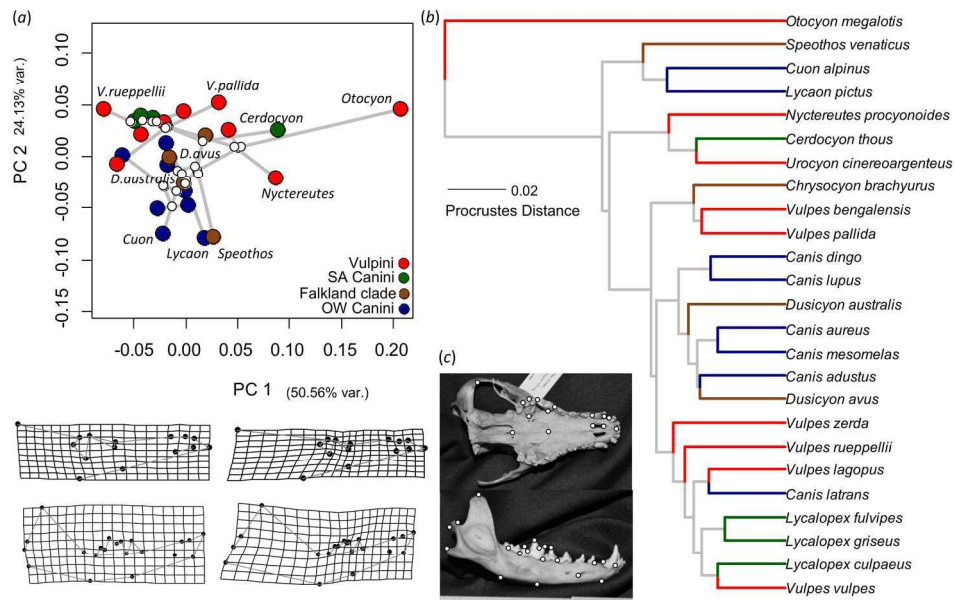 (a)
0.10
0.05
0.00
-0.05
-0.10
-0.15
PC 2 24.13% var.)
V.rueppellii
V.pallida
Otocyon
Cerdocyon
D.avus
D.australis
Nyctereutes
Cuon
Lycaon
Speothos
Vulpini
SA Canini
Falkland clade
OW Canini
-0.05
0.00
0.05
0.10
0.15
0.20
PC 1 (50.56% var.)
(b)
Otocyon megalotis
Speothos venaticus
Cuon alpinus
Lycaon pictus
Nyctereutes procyonoides
Cerdocyon thous
Urocyon cinereoargenteus
Chrysocyon brachyurus
Vulpes bengalensis
Vulpes pallida
Canis dingo
Canis lupus
Dusicyon australis
Canis aureus
Canis mesomelas
Canis adustus
Dusicyon avus
Vulpes zerda
Vulpes rueppellii
Vulpes lagopus
Canis latrans
Lycalopex fulvipes
Lycalopex griseus
Lycalopex culpaeus
Vulpes vulpes
0.02
Procrustes Distance
(c)